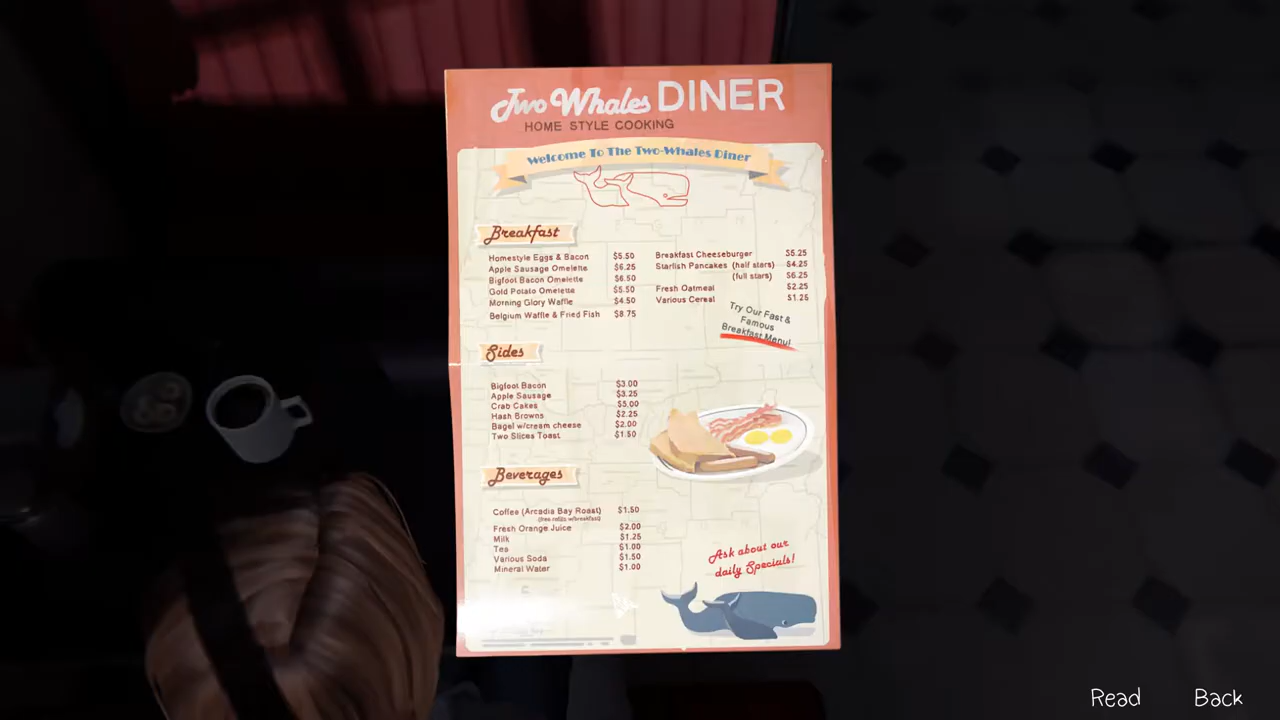 Two Whales DINER
HOME STYLE COOKING
Welcome To The Two-Whales Diner
Breakfast
Homestyle Eggs & Bacon $5.50
Apple Sausage Omelette $6.25
Bigfoot Bacon Omelette $6.50
Gold Potato Omelette $5.50
Morning Glory Waffle $4.50
Belgium Waffle & Fried Fish $8.75
Breakfast Cheeseburger $5.25
Starfish Pancakes (half stars) $4.25
(full stars) $6.25
Fresh Oatmeal $2.25
Various Cereal $1.25
Try Our Fast &
Famous
Breakfast Menu!
Sides
Bigfoot Bacon $3.00
Apple Sausage $3.25
Crab Cakes $5.00
Hash Browns $2.25
Bagel w/cream cheese $2.00
Two Slices Toast $1.50
Beverages
Coffee (Arcadia Bay Roast) $1.50
(free refills w/breakfast)
Fresh Orange Juice $2.00
Milk $1.25
Tea $1.00
Various Soda $1.50
Mineral Water $1.00
Ask about our
daily Specials!
Read Back